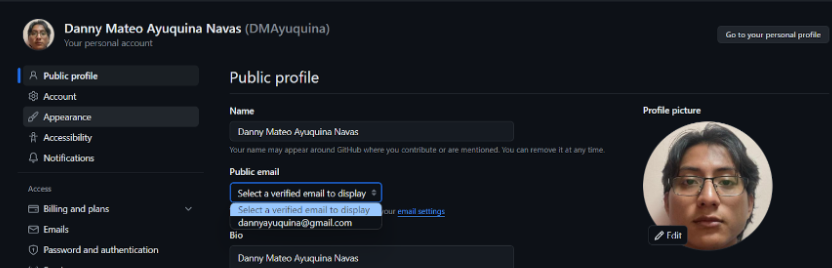 Danny Mateo Ayuquina Navas (DMAyuquina)
Your personal account
Go to your personal profile
Public profile
Account
Appearance
Accessibility
Notifications
Access
Billing and plans
Emails
Password and authentication
Public profile
Name
Danny Mateo Ayuquina Navas
Your name may appear around GitHub where you contribute or are mentioned. You can remove it at any time.
Public email
Select a verified email to display
Select a verified email to display
dannyayuquina@gmail.com
your email settings
Bio
Danny Mateo Ayuquina Navas
Profile picture
Edit